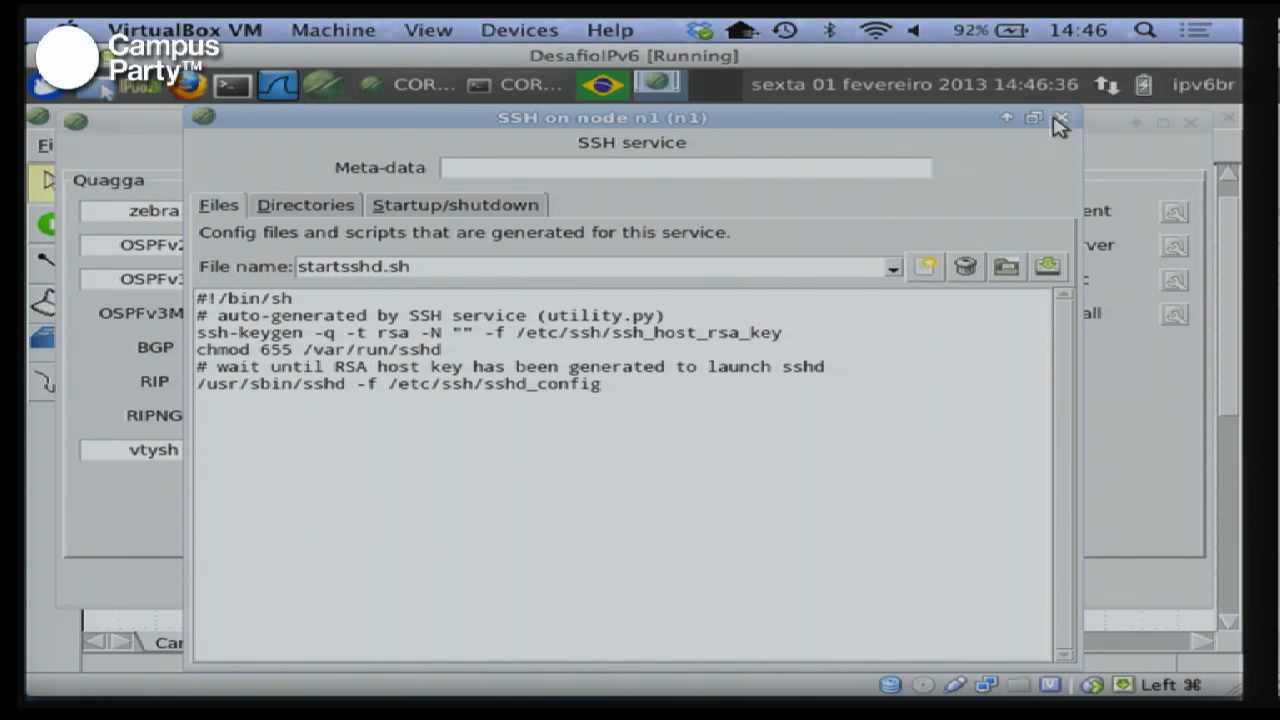 VirtualBox VM Machine View Devices Help 92% 14:46
Campus
Party™
DesafioIPv6 [Running]
COR... COR... sexta 01 fevereiro 2013 14:46:36 ipv6br
SSH on node n1 (n1)
SSH service
Meta-data
Quagga
zebra
OSPFv2
OSPFv3
OSPFv3M
BGP
RIP
RIPNG
vtysh
Files Directories Startup/shutdown
Config files and scripts that are generated for this service.
File name: startsshd.sh
#!/bin/sh
# auto-generated by SSH service (utility.py)
ssh-keygen -q -t rsa -N "" -f /etc/ssh/ssh_host_rsa_key
chmod 655 /var/run/sshd
# wait until RSA host key has been generated to launch sshd
/usr/sbin/sshd -f /etc/ssh/sshd_config
Left ⌘